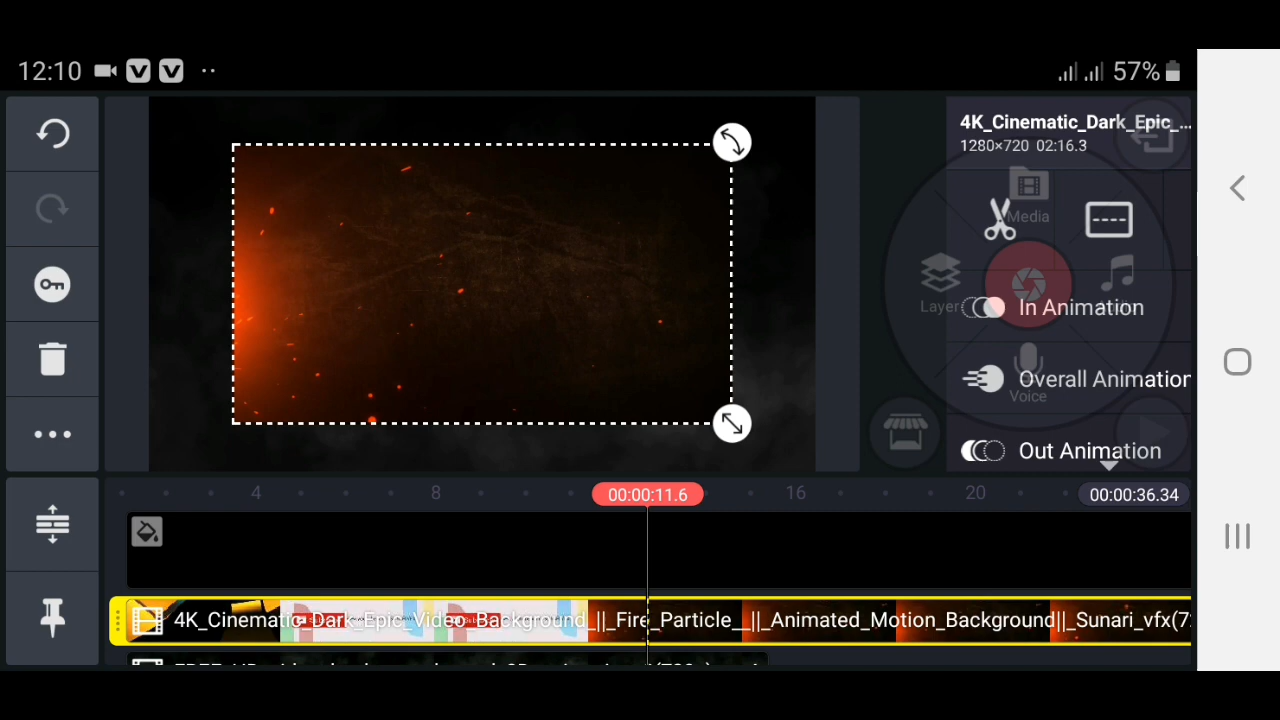 12:10
57%
4K_Cinematic_Dark_Epic_...
1280×720 02:16.3
Media
Layer
In Animation
Overall Animation
Voice
Out Animation
4
8
00:00:11.6
16
20
00:00:36.34
4K_Cinematic_Dark_Epic_Video_Background_||_Fire_Particle__||_Animated_Motion_Background||_Sunari_vfx(7